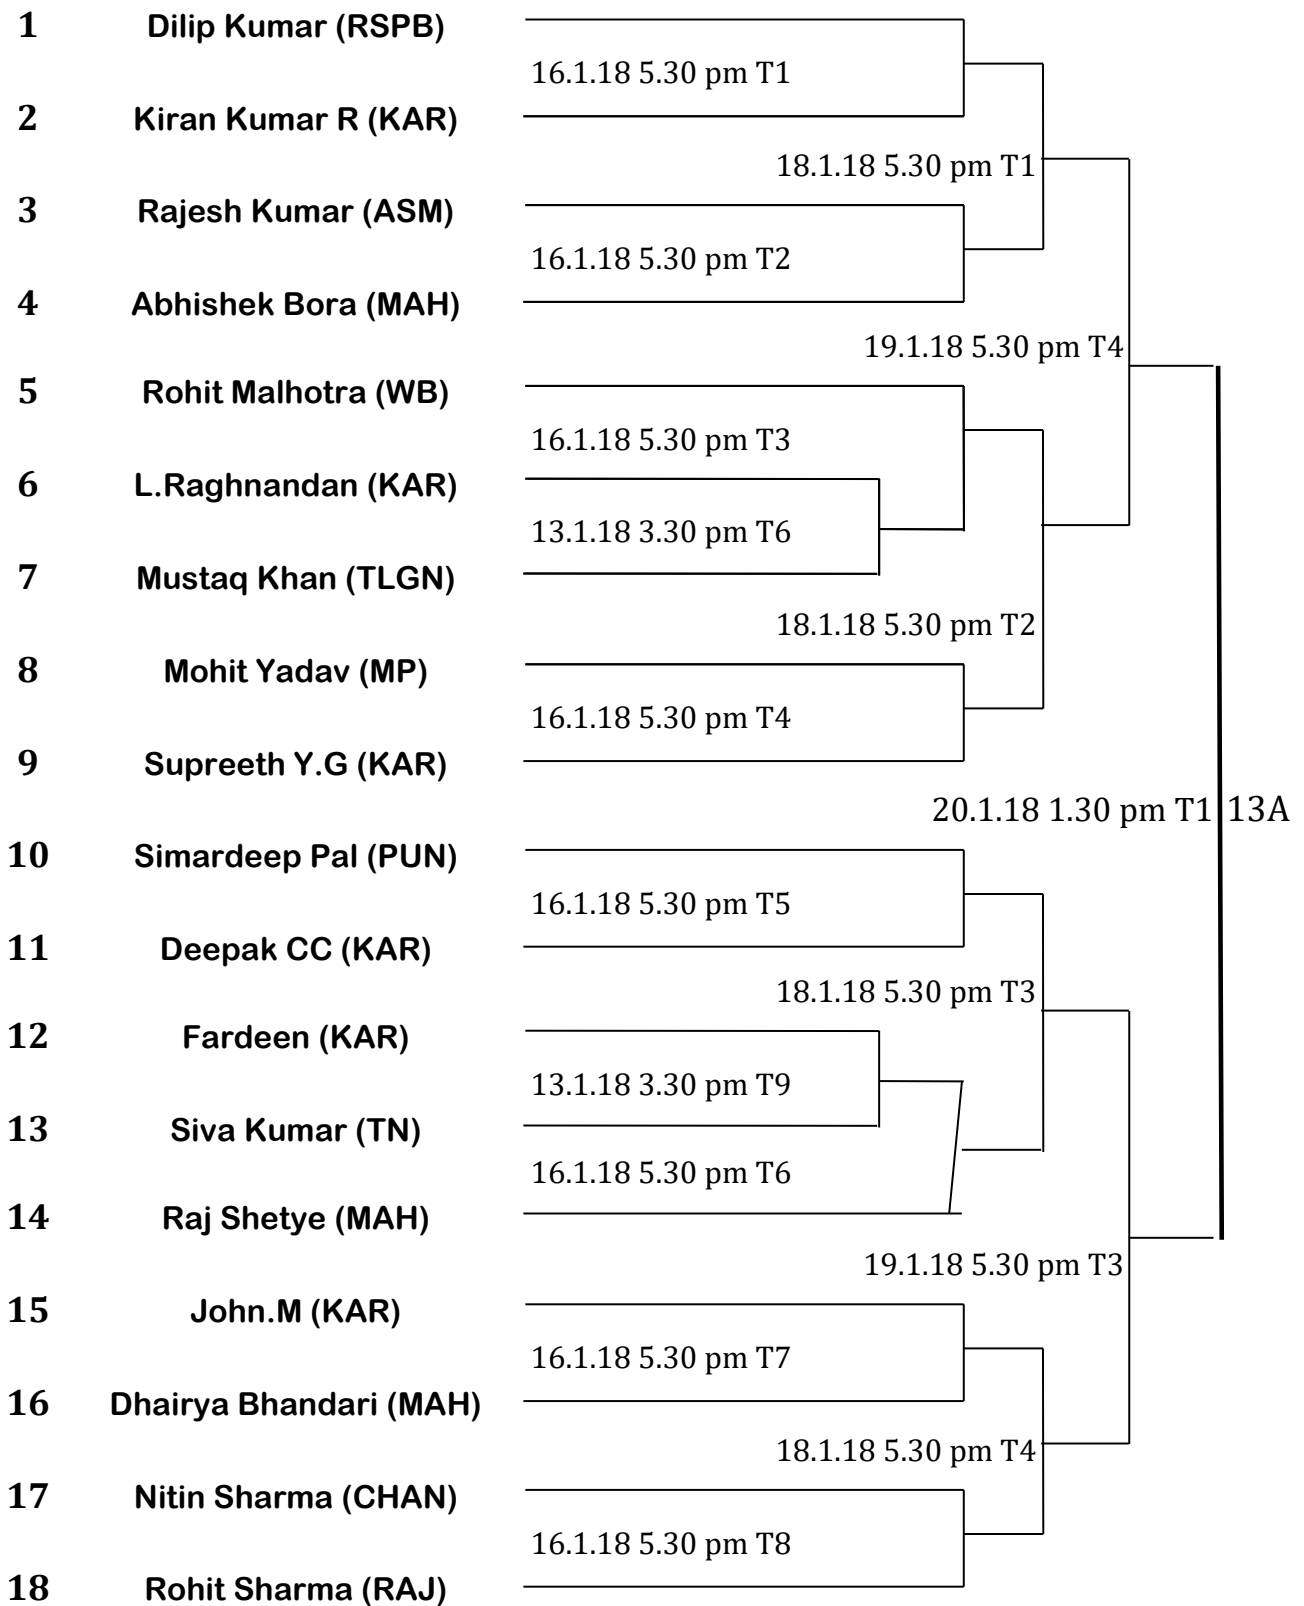 1 Dilip Kumar (RSPB)
16.1.18 5.30 pm T1
2 Kiran Kumar R (KAR)
18.1.18 5.30 pm T1
3 Rajesh Kumar (ASM)
16.1.18 5.30 pm T2
4 Abhishek Bora (MAH)
19.1.18 5.30 pm T4
5 Rohit Malhotra (WB)
16.1.18 5.30 pm T3
6 L.Raghnandan (KAR)
13.1.18 3.30 pm T6
7 Mustaq Khan (TLGN)
18.1.18 5.30 pm T2
8 Mohit Yadav (MP)
16.1.18 5.30 pm T4
9 Supreeth Y.G (KAR)
20.1.18 1.30 pm T1 13A
10 Simardeep Pal (PUN)
16.1.18 5.30 pm T5
11 Deepak CC (KAR)
18.1.18 5.30 pm T3
12 Fardeen (KAR)
13.1.18 3.30 pm T9
13 Siva Kumar (TN)
16.1.18 5.30 pm T6
14 Raj Shetye (MAH)
19.1.18 5.30 pm T3
15 John.M (KAR)
16.1.18 5.30 pm T7
16 Dhairya Bhandari (MAH)
18.1.18 5.30 pm T4
17 Nitin Sharma (CHAN)
16.1.18 5.30 pm T8
18 Rohit Sharma (RAJ)